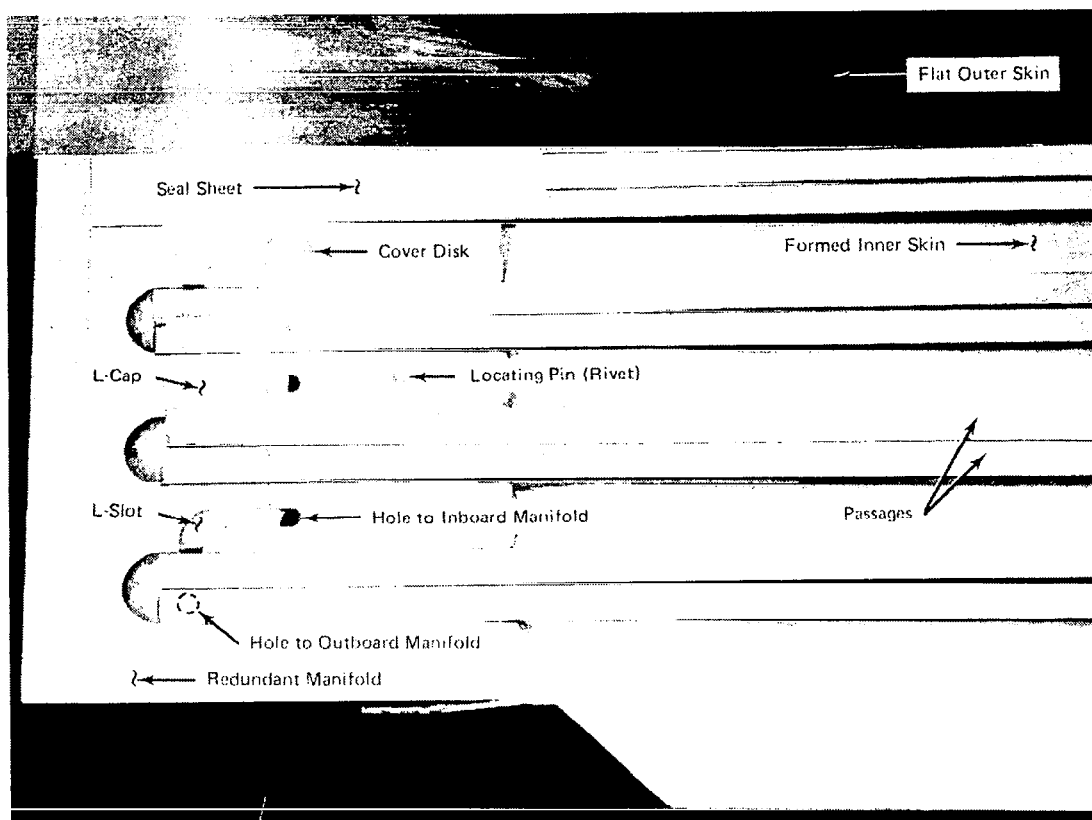 Flat Outer Skin
Seal Sheet
Cover Disk
Formed Inner Skin
L-Cap
Locating Pin (Rivet)
L-Slot
Hole to Inboard Manifold
Passages
Hole to Outboard Manifold
Redundant Manifold